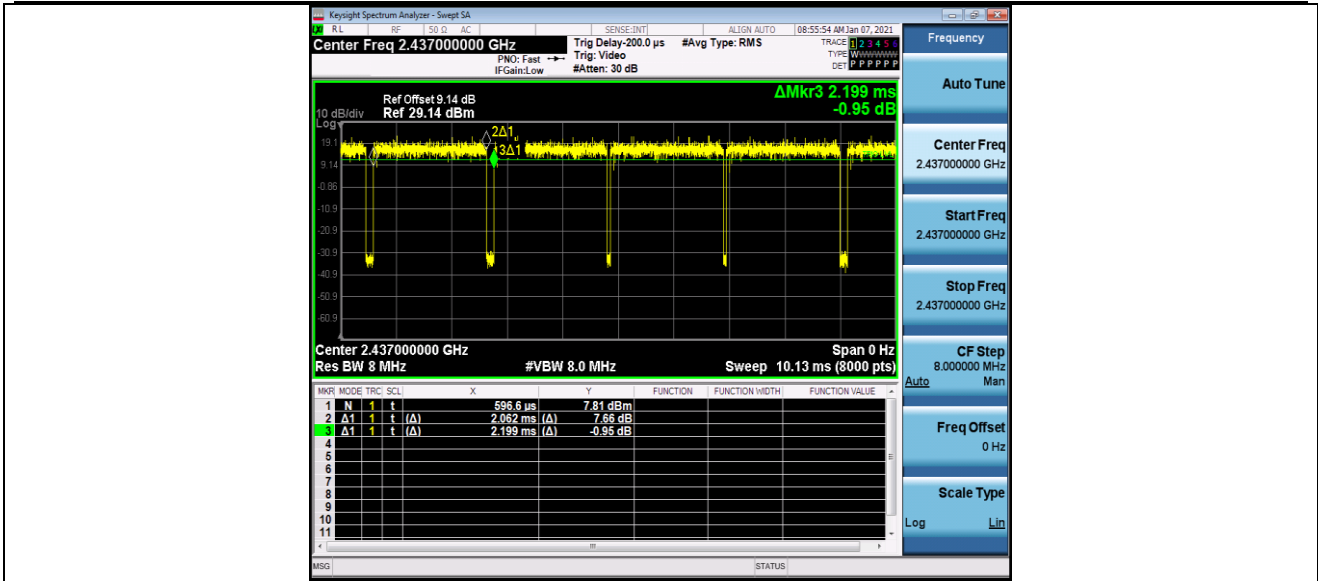 Keysight Spectrum Analyzer - Swept SA
RL RF 50 Ω AC SENSE:INT ALIGN AUTO 08:55:54 AM Jan 07, 2021
Center Freq 2.437000000 GHz
PNO: Fast
IFGain:Low
Trig Delay-200.0 µs
Trig: Video
#Atten: 30 dB
#Avg Type: RMS
TRACE 1 2 3 4 5 6
TYPE WWWWWW
DET P P P P P P
Frequency
ΔMkr3 2.199 ms
-0.95 dB
Ref Offset 9.14 dB
10 dB/div Ref 29.14 dBm
Log
2Δ1
3Δ1
19.1
9.14
-0.86
-10.9
-20.9
-30.9
-40.9
-50.9
-60.9
Center 2.437000000 GHz Span 0 Hz
Res BW 8 MHz #VBW 8.0 MHz Sweep 10.13 ms (8000 pts)
MKR MODE TRC SCL X Y FUNCTION FUNCTION WIDTH FUNCTION VALUE
1 N 1 t 596.6 µs 7.81 dBm
2 Δ1 1 t (Δ) 2.062 ms (Δ) 7.66 dB
3 Δ1 1 t (Δ) 2.199 ms (Δ) -0.95 dB
4
5
6
7
8
9
10
11
MSG STATUS
Auto Tune
Center Freq
2.437000000 GHz
Start Freq
2.437000000 GHz
Stop Freq
2.437000000 GHz
CF Step
8.000000 MHz
Auto Man
Freq Offset
0 Hz
Scale Type
Log Lin